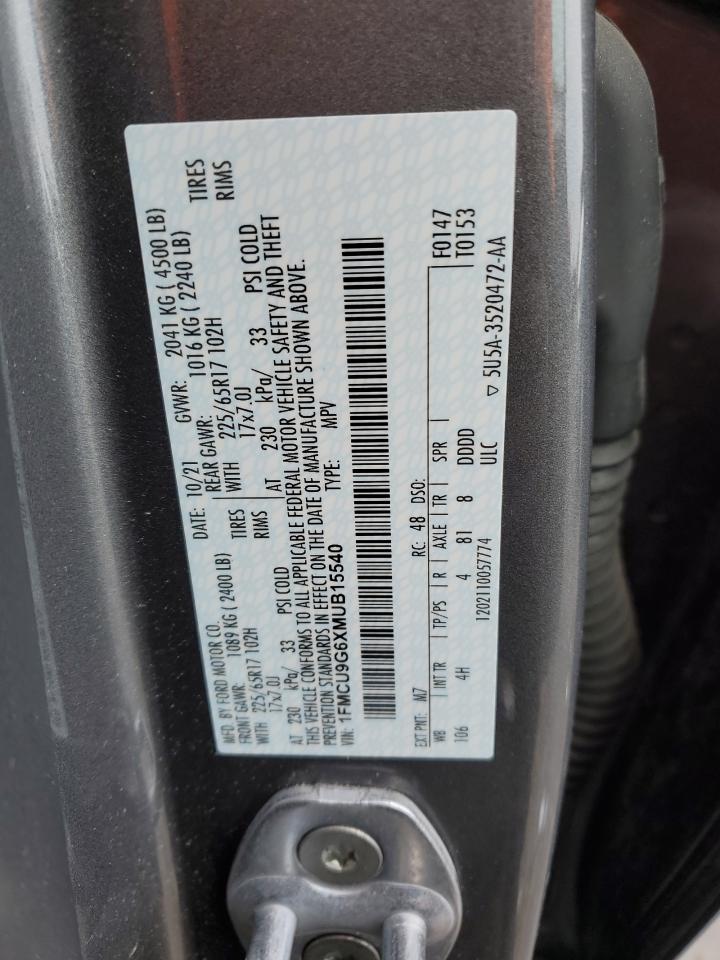 MFD. BY FORD MOTOR CO. DATE: 10/21 GVWR: 2041 KG ( 4500 LB)
FRONT GAWR: 1089 KG ( 2400 LB) REAR GAWR: 1016 KG ( 2240 LB)
WITH 225/65R17 102H TIRES WITH 225/65R17 102H TIRES
17x7.0J RIMS 17x7.0J RIMS
AT 230 kPa/ 33 PSI COLD AT 230 kPa/ 33 PSI COLD
THIS VEHICLE CONFORMS TO ALL APPLICABLE FEDERAL MOTOR VEHICLE SAFETY AND THEFT
PREVENTION STANDARDS IN EFFECT ON THE DATE OF MANUFACTURE SHOWN ABOVE.
VIN: 1FMCU9G6XMUB15540 TYPE: MPV
EXT PNT: M7 RC: 48 DSO: F0147
WB INT TR TP/PS R AXLE TR SPR T0153
106 4H 4 81 8 DDDD
1202110057774 ULC ▽ 5U5A-3520472-AA